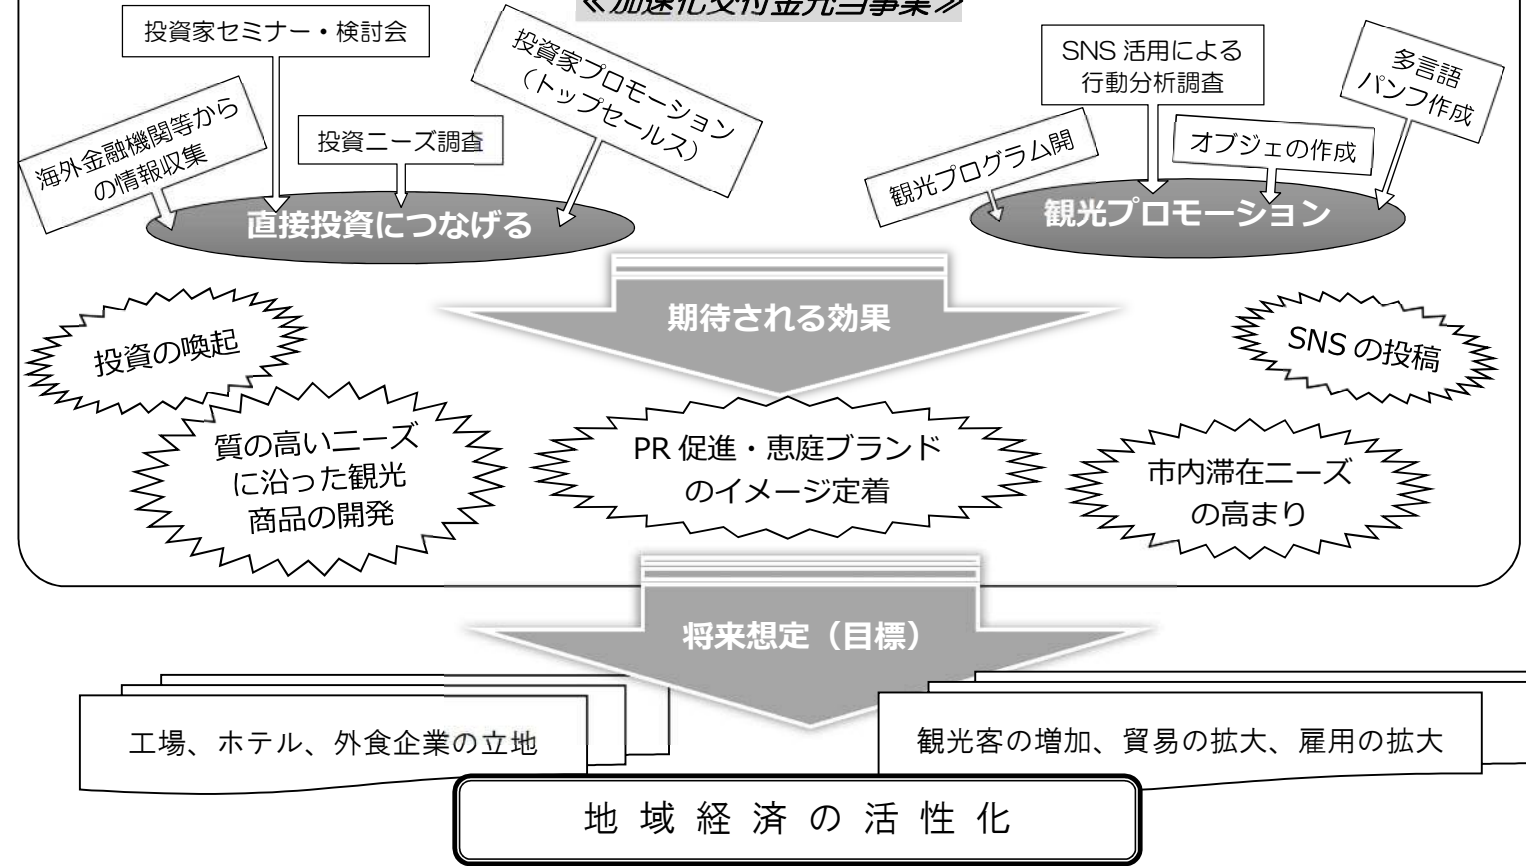 ≪加速化交付金充当事業≫
投資家セミナー・検討会
投資家プロモーション
（トップセールス）
海外金融機関等から
の情報収集
投資ニーズ調査
直接投資につなげる
SNS 活用による
行動分析調査
多言語
パンフ作成
観光プログラム開
オブジェの作成
観光プロモーション
期待される効果
投資の喚起
SNS の投稿
質の高いニーズ
に沿った観光
商品の開発
PR 促進・恵庭ブランド
のイメージ定着
市内滞在ニーズ
の高まり
将来想定（目標）
工場、ホテル、外食企業の立地
観光客の増加、貿易の拡大、雇用の拡大
地域経済の活性化